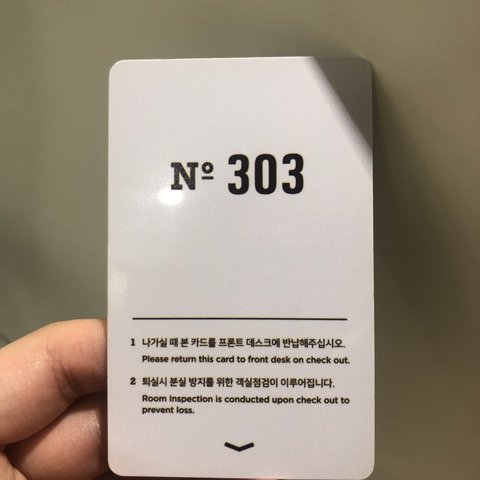 Nº 303
1 나가실 때 본 카드를 프론트 데스크에 반납해주십시오.
Please return this card to front desk on check out.
2 퇴실시 분실 방지를 위한 객실점검이 이루어집니다.
Room Inspection is conducted upon check out to
prevent loss.